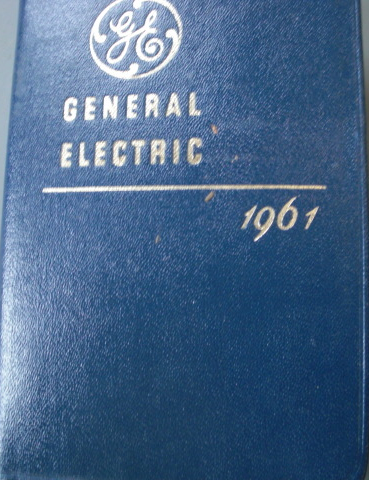 GE
GENERAL
ELECTRIC
1961